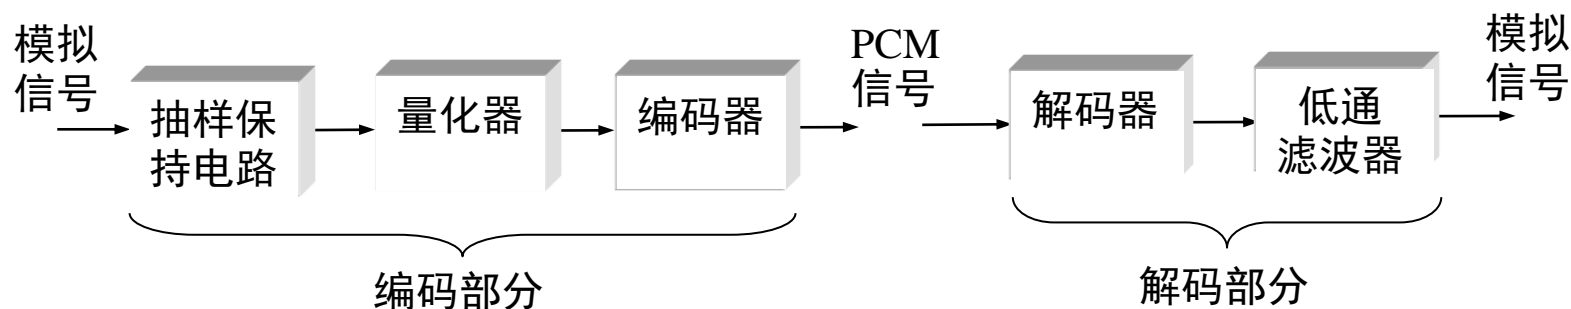 模拟
信号
抽样保
持电路
量化器
编码器
PCM
信号
解码器
低通
滤波器
模拟
信号
编码部分
解码部分